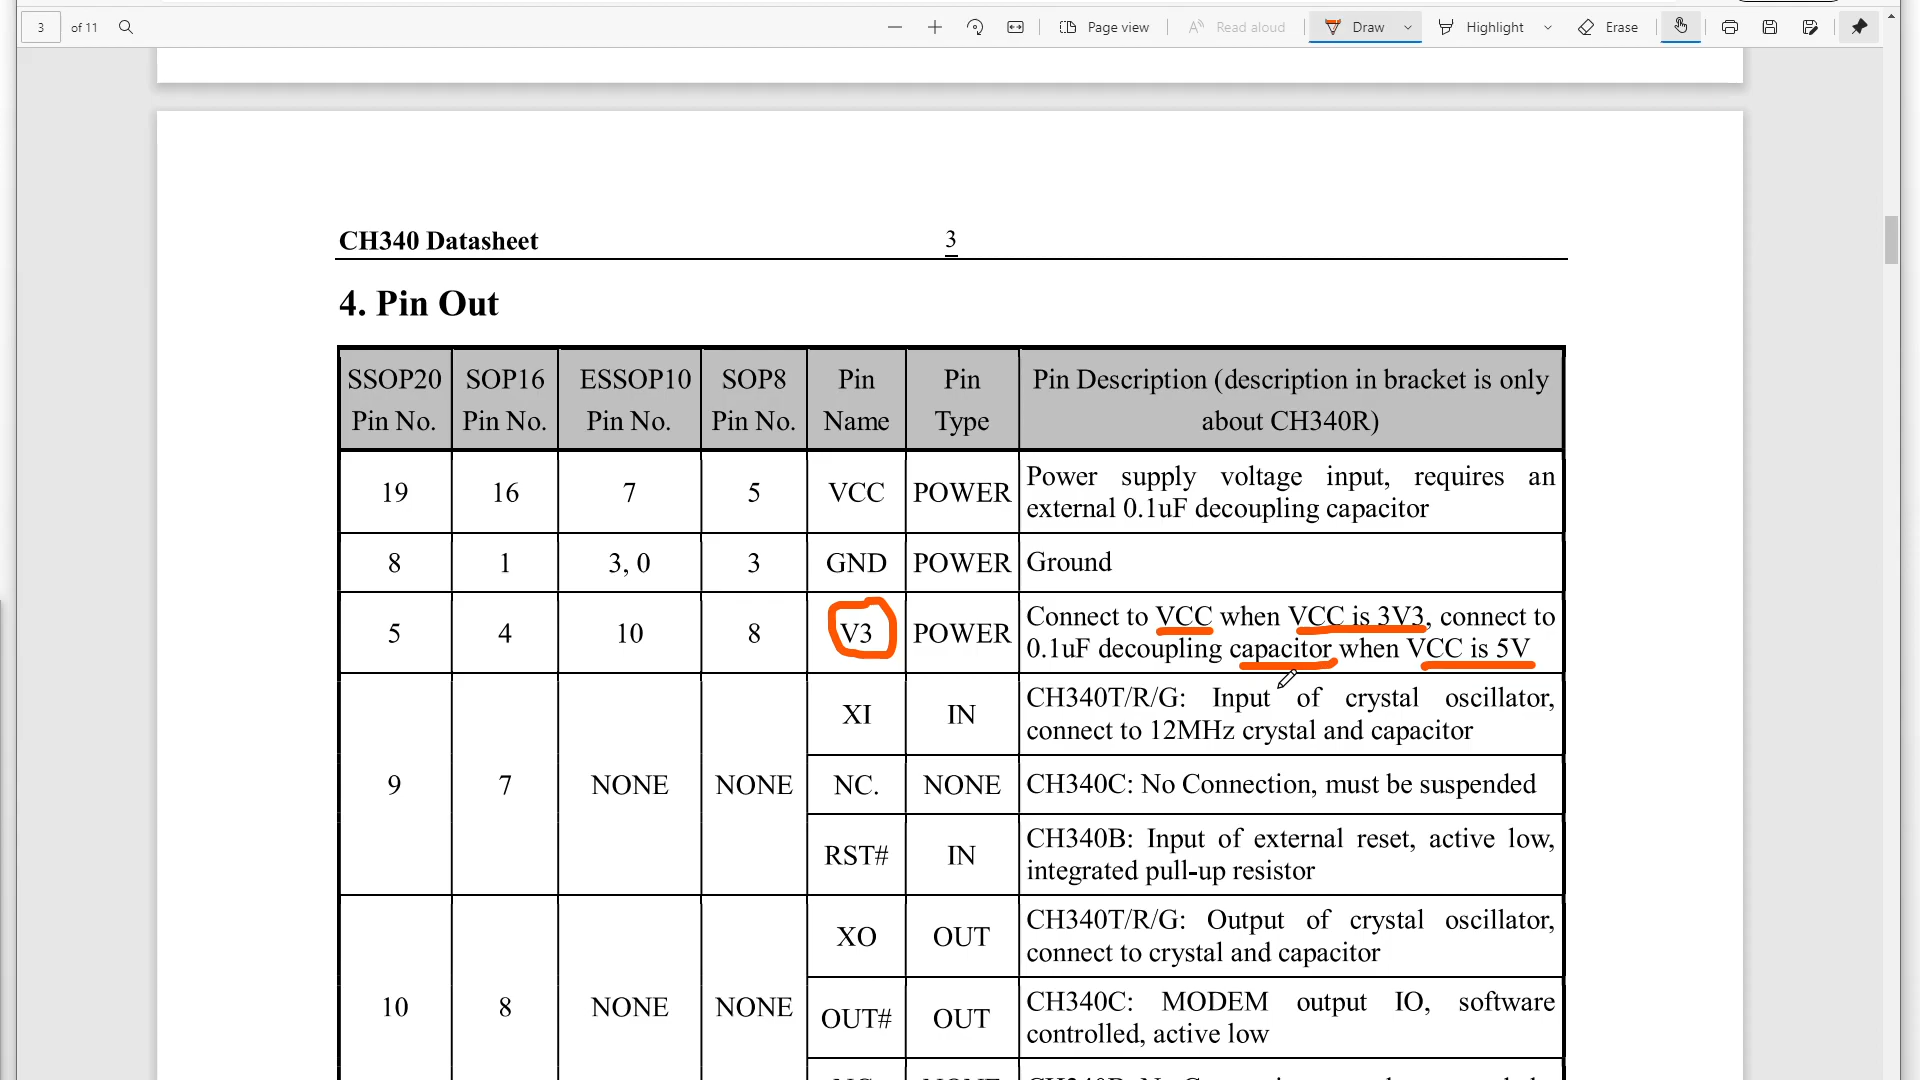 3 of 11 Page view Read aloud Draw Highlight Erase
CH340 Datasheet 3
4. Pin Out
SSOP20 Pin No. SOP16 Pin No. ESSOP10 Pin No. SOP8 Pin No. Pin Name Pin Type Pin Description (description in bracket is only about CH340R)
19 16 7 5 VCC POWER Power supply voltage input, requires an
external 0.1uF decoupling capacitor
8 1 3, 0 3 GND POWER Ground
5 4 10 8 V3 POWER Connect to VCC when VCC is 3V3, connect to
0.1uF decoupling capacitor when VCC is 5V
9 7 NONE NONE XI IN CH340T/R/G: Input of crystal oscillator,
connect to 12MHz crystal and capacitor
NC. NONE CH340C: No Connection, must be suspended
RST# IN CH340B: Input of external reset, active low,
integrated pull-up resistor
10 8 NONE NONE XO OUT CH340T/R/G: Output of crystal oscillator,
connect to crystal and capacitor
OUT# OUT CH340C: MODEM output IO, software
controlled, active low